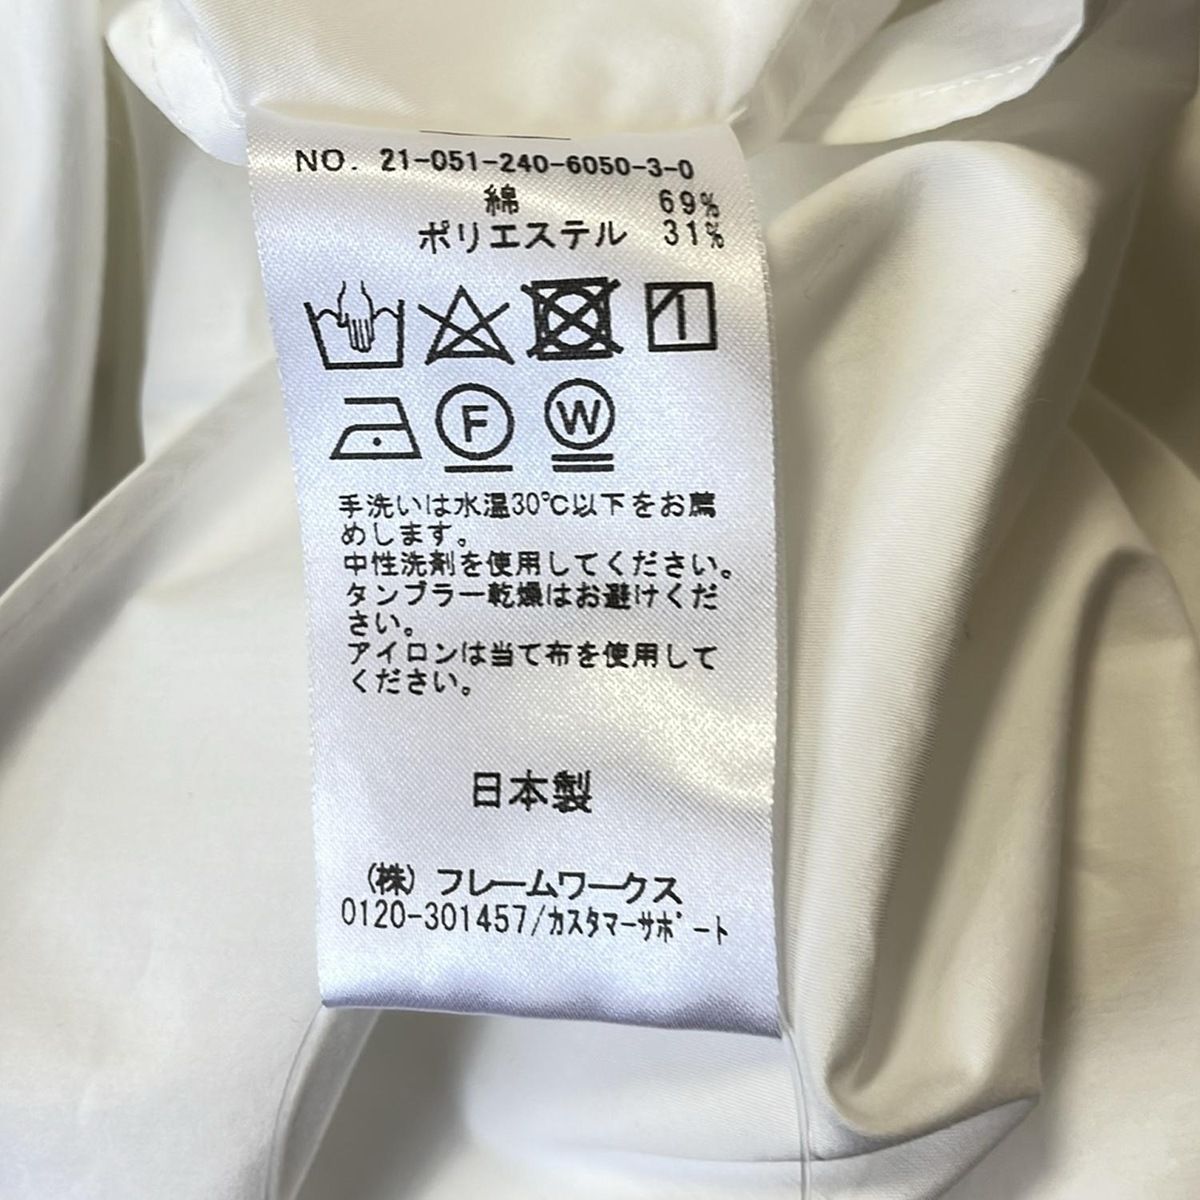 NO. 21-051-240-6050-3-0
綿 69%
ポリエステル 31%
F W
手洗いは水温30℃以下をお薦
めします。
中性洗剤を使用してください。
タンブラー乾燥はお避けくだ
さい。
アイロンは当て布を使用して
ください。
日本製
(株) フレームワークス
0120-301457/カスタマーサポート